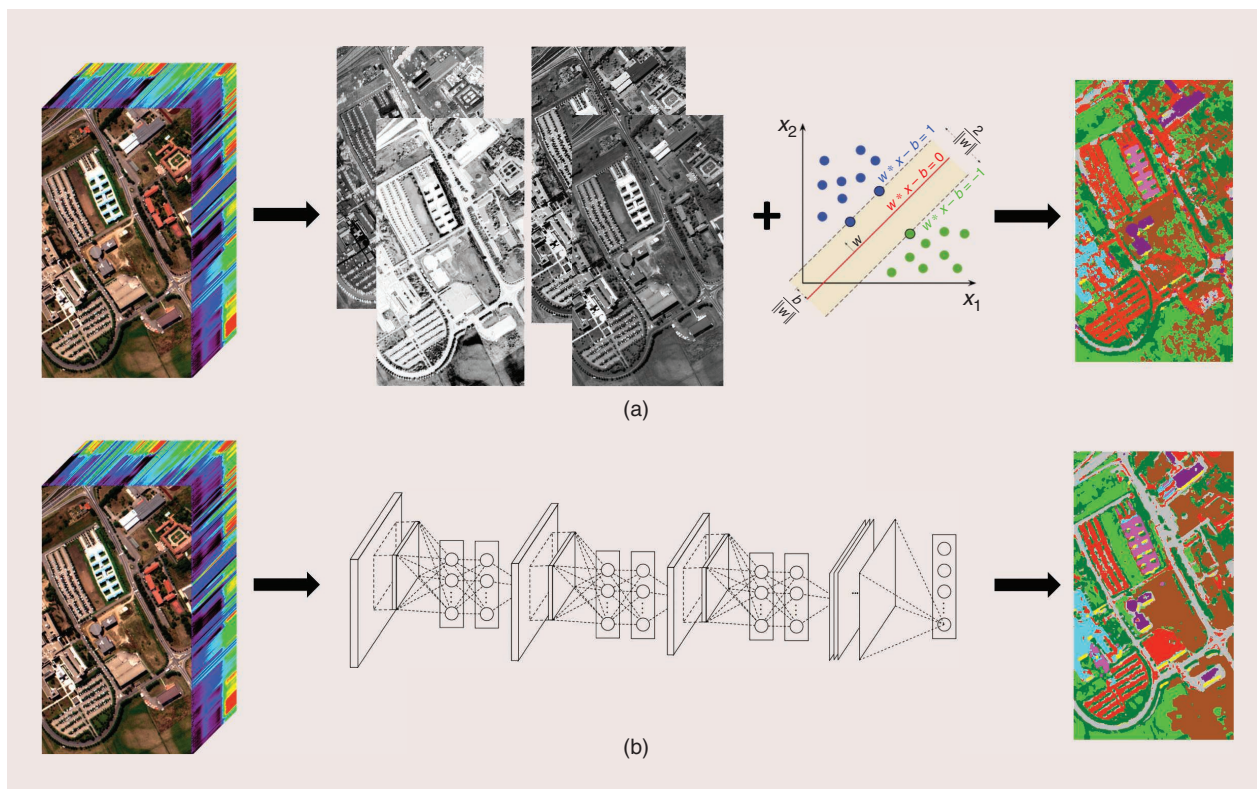 x2
w* x – b = 1
w* x – b = 0
w* x – b = –1
2
||w||
w
b
||w||
x1
+
(a)
...
(b)